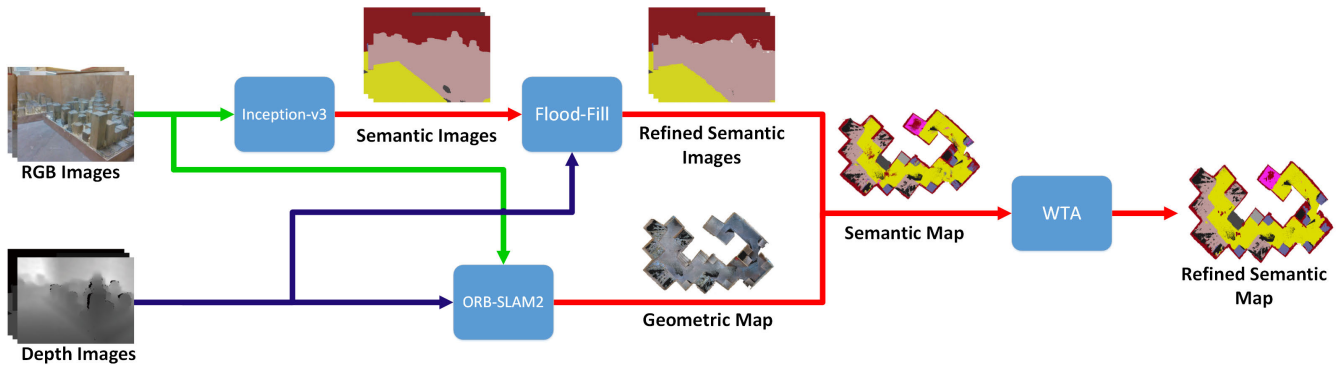 RGB Images
Inception-v3
Semantic Images
Flood-Fill
Refined Semantic
Images
Depth Images
ORB-SLAM2
Geometric Map
Semantic Map
WTA
Refined Semantic
Map